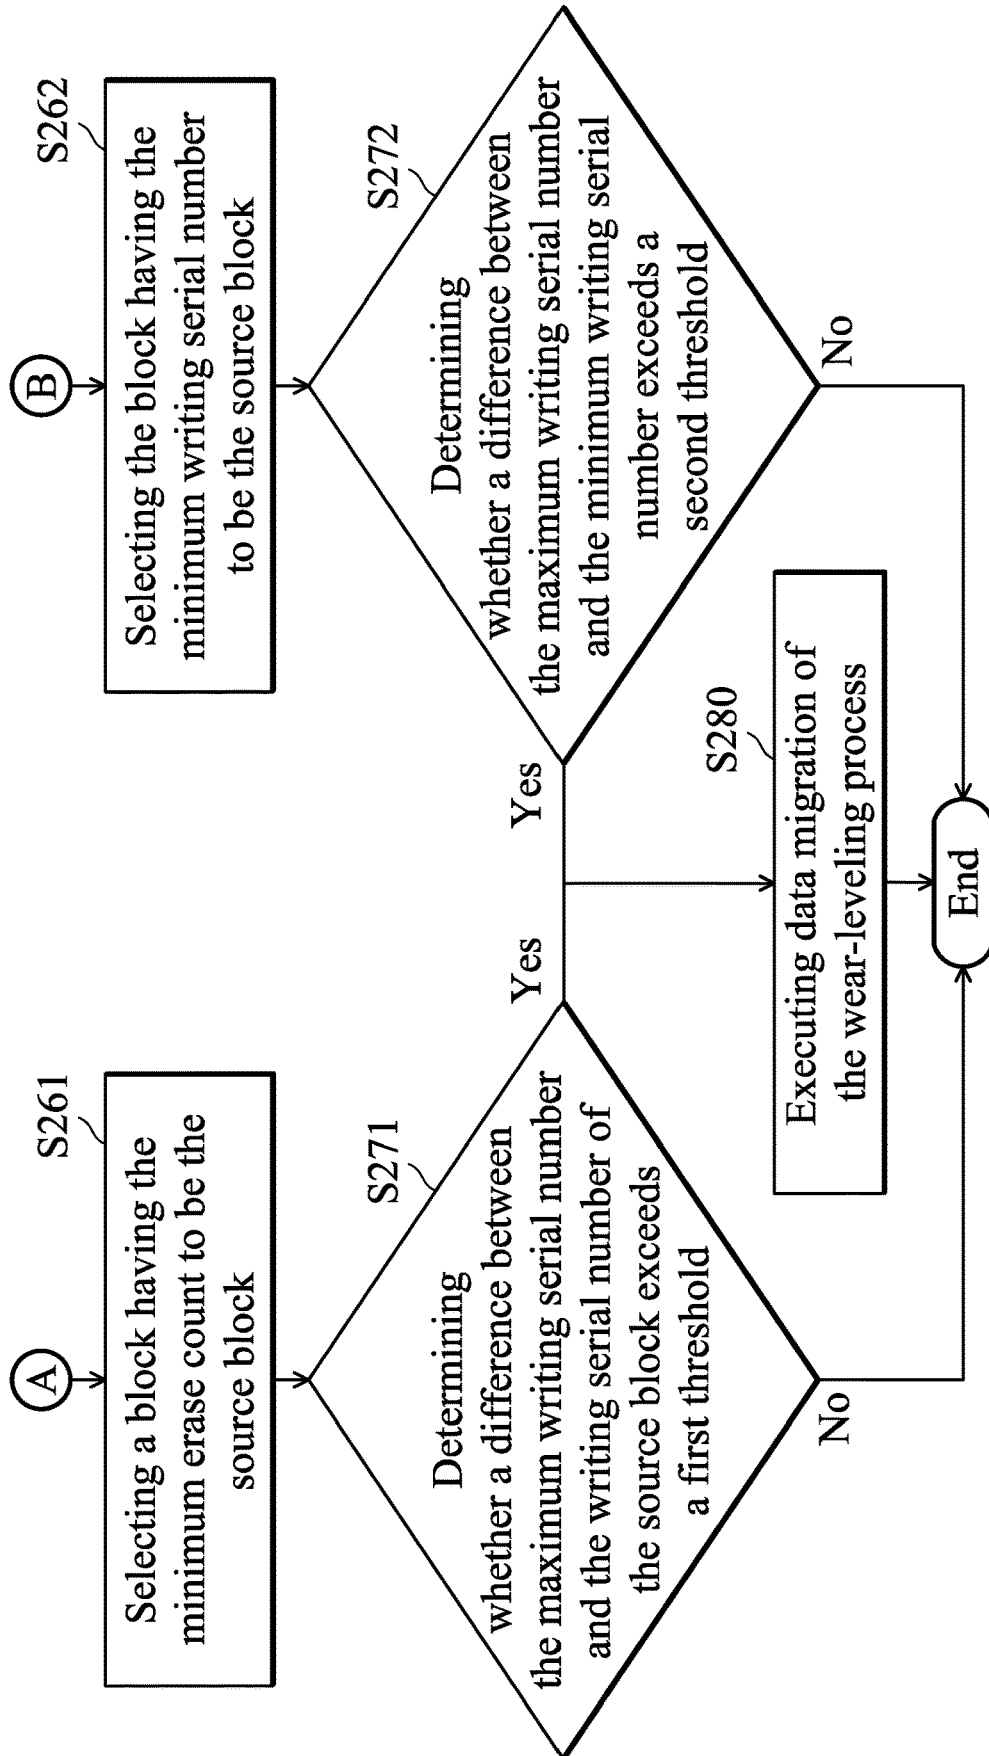 A
S261
Selecting a block having the
minimum erase count to be the
source block
S271
Determining
whether a difference between
the maximum writing serial number
and the writing serial number of
the source block exceeds
a first threshold
Yes
No
B
S262
Selecting the block having the
minimum writing serial number
to be the source block
S272
Determining
whether a difference between
the maximum writing serial number
and the minimum writing serial
number exceeds a
second threshold
Yes
No
S280
Executing data migration of
the wear-leveling process
End